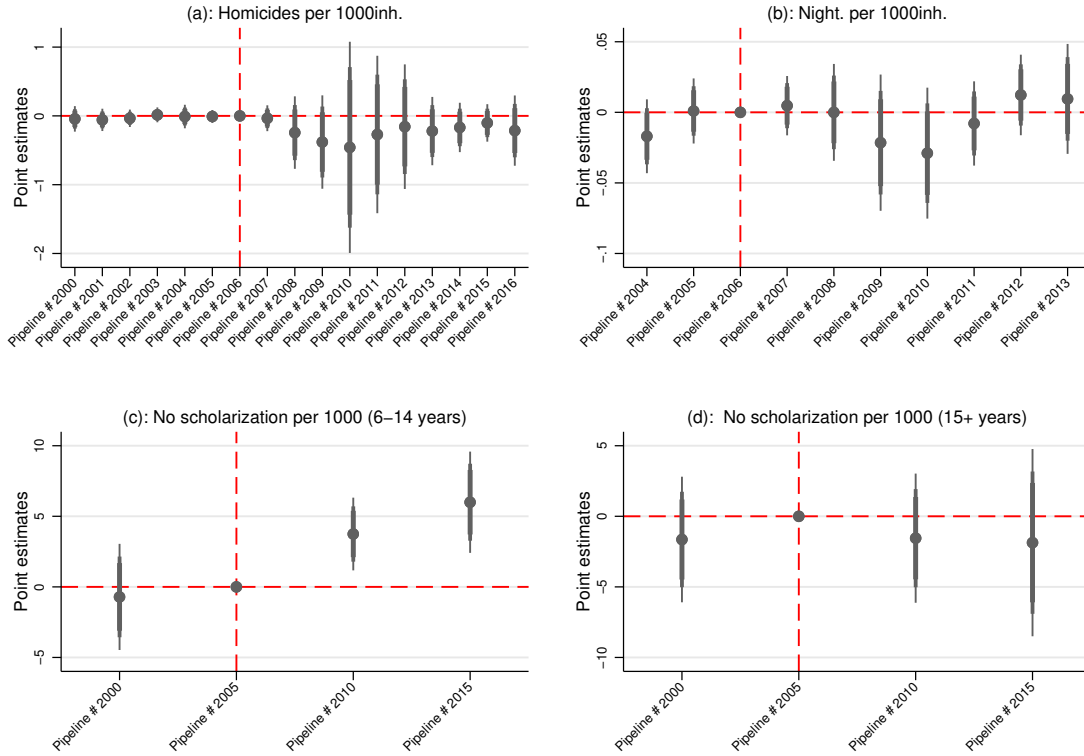 (a): Homicides per 1000inh.
Point estimates
1
0
−1
−2
Pipeline # 2000
Pipeline # 2001
Pipeline # 2002
Pipeline # 2003
Pipeline # 2004
Pipeline # 2005
Pipeline # 2006
Pipeline # 2007
Pipeline # 2008
Pipeline # 2009
Pipeline # 2010
Pipeline # 2011
Pipeline # 2012
Pipeline # 2013
Pipeline # 2014
Pipeline # 2015
Pipeline # 2016
(b): Night. per 1000inh.
Point estimates
.05
0
−.05
−.1
Pipeline # 2004
Pipeline # 2005
Pipeline # 2006
Pipeline # 2007
Pipeline # 2008
Pipeline # 2009
Pipeline # 2010
Pipeline # 2011
Pipeline # 2012
Pipeline # 2013
(c): No scholarization per 1000 (6−14 years)
Point estimates
10
5
0
−5
Pipeline # 2000
Pipeline # 2005
Pipeline # 2010
Pipeline # 2015
(d): No scholarization per 1000 (15+ years)
Point estimates
5
0
−5
−10
Pipeline # 2000
Pipeline # 2005
Pipeline # 2010
Pipeline # 2015